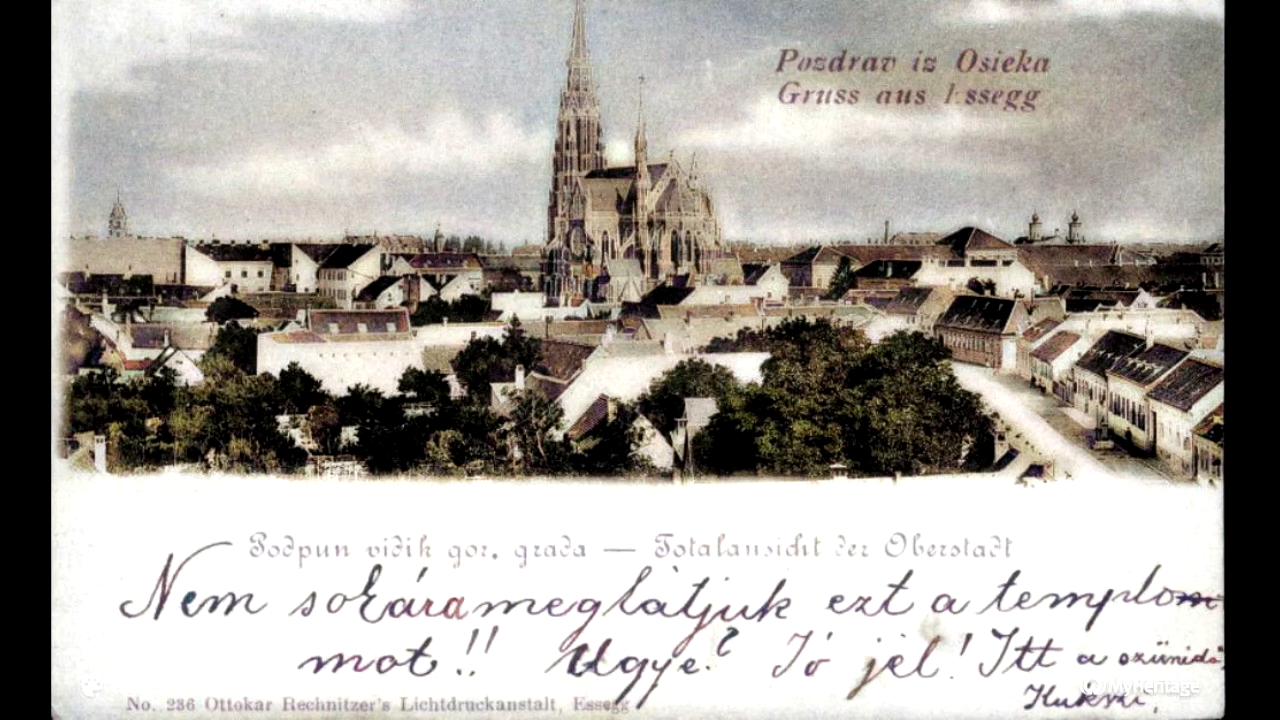 Pozdrav iz Osieka
Gruss aus Essegg
Podpun vidik gor. grada — Totalansicht der Oberstadt
Nem sokára meglátjuk ezt a templom
mot!! Ugye? Jó jel! Itt a szünidő
No. 236 Ottokar Rechnitzer's Lichtdruckanstalt, Essegg
MyHeritage